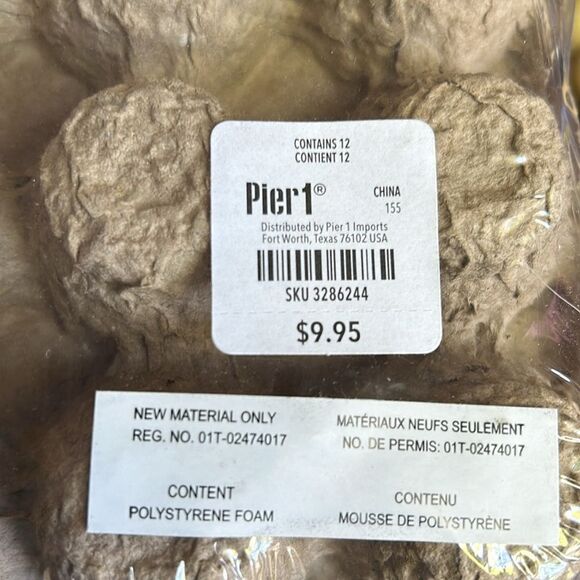 CONTAINS 12
CONTIENT 12
Pier1®
CHINA
155
Distributed by Pier 1 Imports
Fort Worth, Texas 76102 USA
SKU 3286244
$9.95
NEW MATERIAL ONLY
REG. NO. 01T-02474017
MATÉRIAUX NEUFS SEULEMENT
NO. DE PERMIS: 01T-02474017
CONTENT
POLYSTYRENE FOAM
CONTENU
MOUSSE DE POLYSTYRÈNE